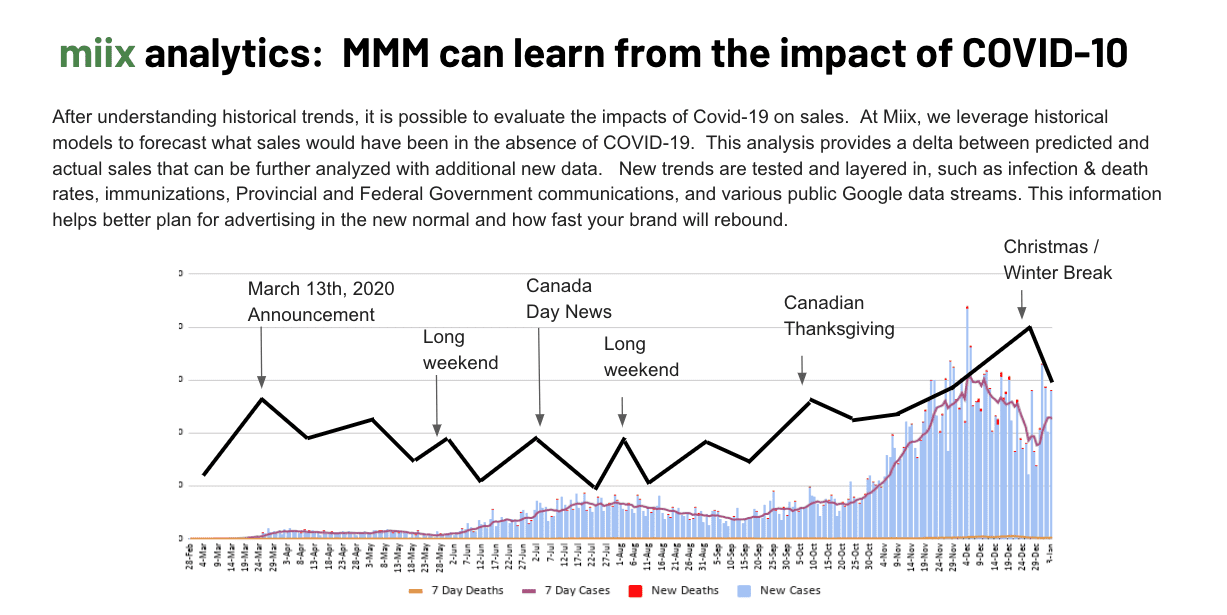 miix analytics:  MMM can learn from the impact of COVID-10
After understanding historical trends, it is possible to evaluate the impacts of Covid-19 on sales.  At Miix, we leverage historical
models to forecast what sales would have been in the absence of COVID-19.  This analysis provides a delta between predicted and
actual sales that can be further analyzed with additional new data.   New trends are tested and layered in, such as infection & death
rates, immunizations, Provincial and Federal Government communications, and various public Google data streams. This information
helps better plan for advertising in the new normal and how fast your brand will rebound.
Christmas /
Winter Break
March 13th, 2020
Announcement
Canada
Day News
Canadian
Thanksgiving
Long
weekend
Long
weekend
0
0
0
0
0
0
28-Feb
4-Mar
9-Mar
14-Mar
19-Mar
24-Mar
29-Mar
3-Apr
8-Apr
13-Apr
18-Apr
23-Apr
28-Apr
3-May
8-May
13-May
18-May
23-May
28-May
2-Jun
7-Jun
12-Jun
17-Jun
22-Jun
27-Jun
2-Jul
7-Jul
12-Jul
17-Jul
22-Jul
27-Jul
1-Aug
6-Aug
11-Aug
16-Aug
21-Aug
26-Aug
31-Aug
5-Sep
10-Sep
15-Sep
20-Sep
25-Sep
30-Sep
5-Oct
10-Oct
15-Oct
20-Oct
25-Oct
30-Oct
4-Nov
9-Nov
14-Nov
19-Nov
24-Nov
29-Nov
4-Dec
9-Dec
14-Dec
19-Dec
24-Dec
29-Dec
3-Jan
7 Day Deaths
7 Day Cases
New Deaths
New Cases